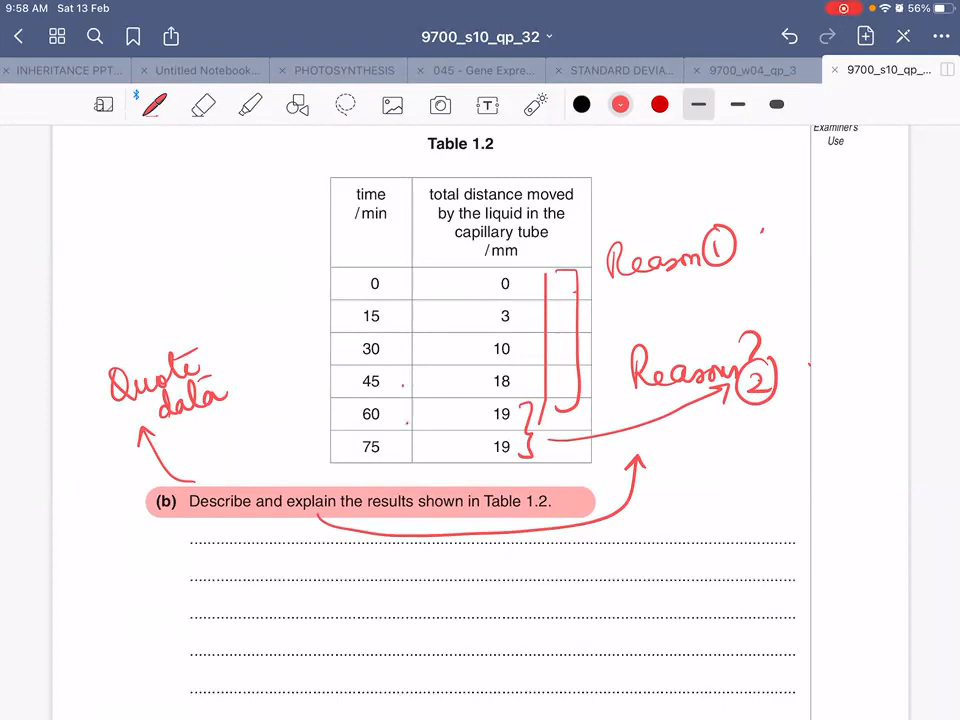 9:58 AM Sat 13 Feb 56%
9700_s10_qp_32
INHERITANCE PPT... Untitled Notebook... PHOTOSYNTHESIS 045 - Gene Expre... STANDARD DEVIA... 9700_w04_qp_3 9700_s10_qp_...
Examiner's
Use
Table 1.2
time
/min
total distance moved
by the liquid in the
capillary tube
/mm
0 0
15 3
30 10
45 18
60 19
75 19
Reason 1
Reason ? 2
Quote
data
(b) Describe and explain the results shown in Table 1.2.